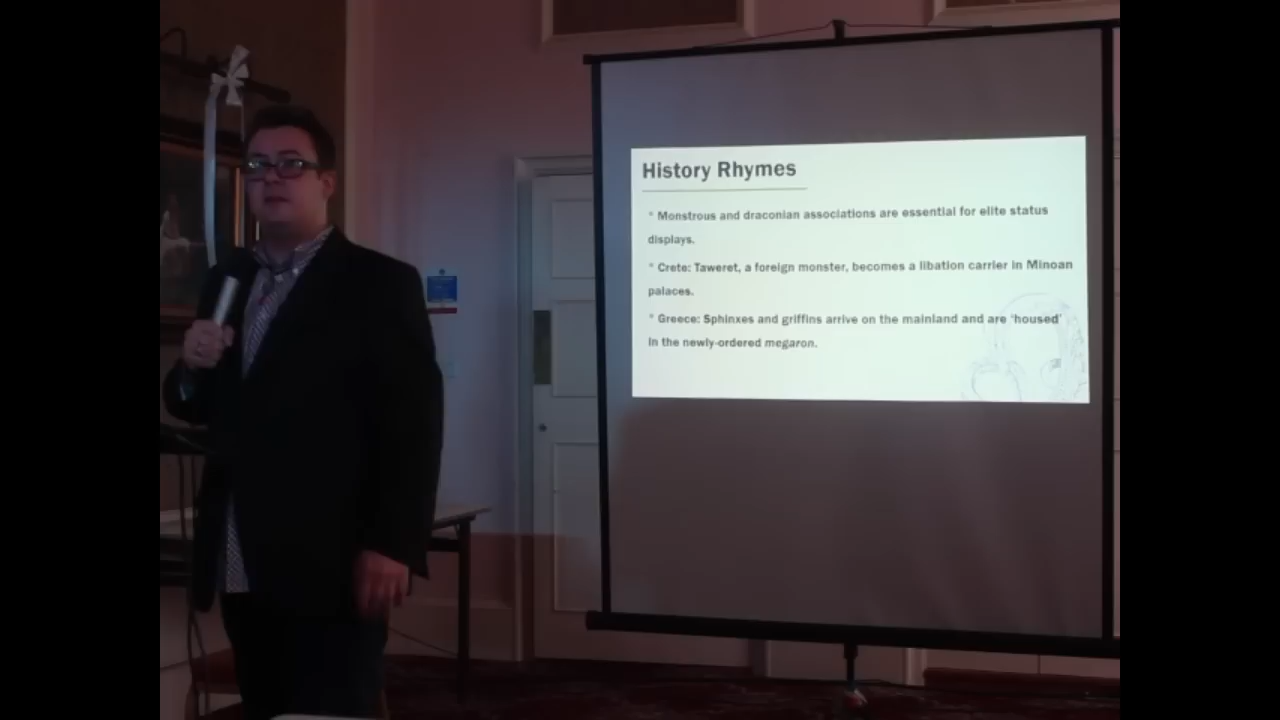 History Rhymes
* Monstrous and draconian associations are essential for elite status
displays.
* Crete: Taweret, a foreign monster, becomes a libation carrier in Minoan
palaces.
* Greece: Sphinxes and griffins arrive on the mainland and are 'housed'
in the newly-ordered megaron.